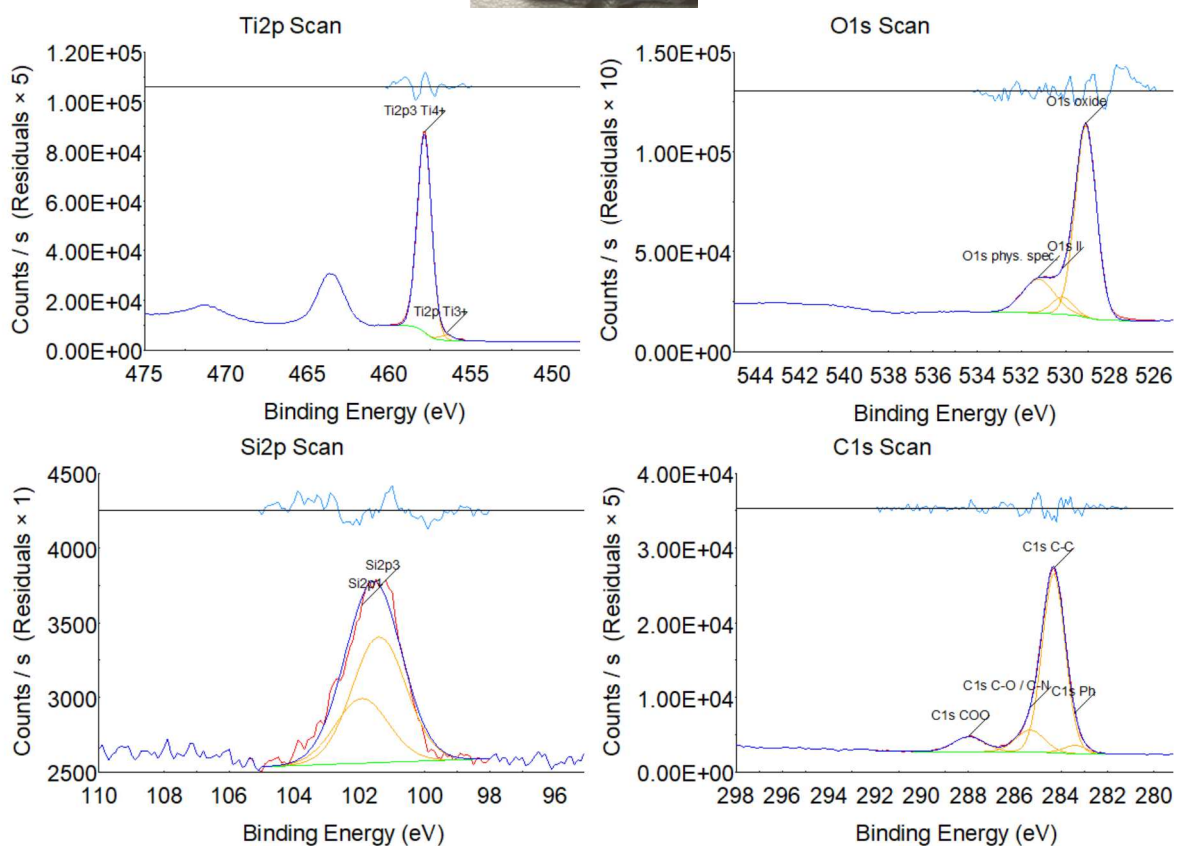 Ti2p Scan
Counts / s (Residuals × 5)
1.20E+05
1.00E+05
8.00E+04
6.00E+04
4.00E+04
2.00E+04
0.00E+00
Ti2p3 Ti4+
Ti2p Ti3+
475 470 465 460 455 450
Binding Energy (eV)
O1s Scan
Counts / s (Residuals × 10)
1.50E+05
1.00E+05
5.00E+04
0.00E+00
O1s oxide
O1s II
O1s phys. spec.
544 542 540 538 536 534 532 530 528 526
Binding Energy (eV)
Si2p Scan
Counts / s (Residuals × 1)
4500
4000
3500
3000
2500
Si2p3
Si2p1
110 108 106 104 102 100 98 96
Binding Energy (eV)
C1s Scan
Counts / s (Residuals × 5)
4.00E+04
3.00E+04
2.00E+04
1.00E+04
0.00E+00
C1s C-C
C1s C-O / C-N
C1s Ph
C1s COO
298 296 294 292 290 288 286 284 282 280
Binding Energy (eV)